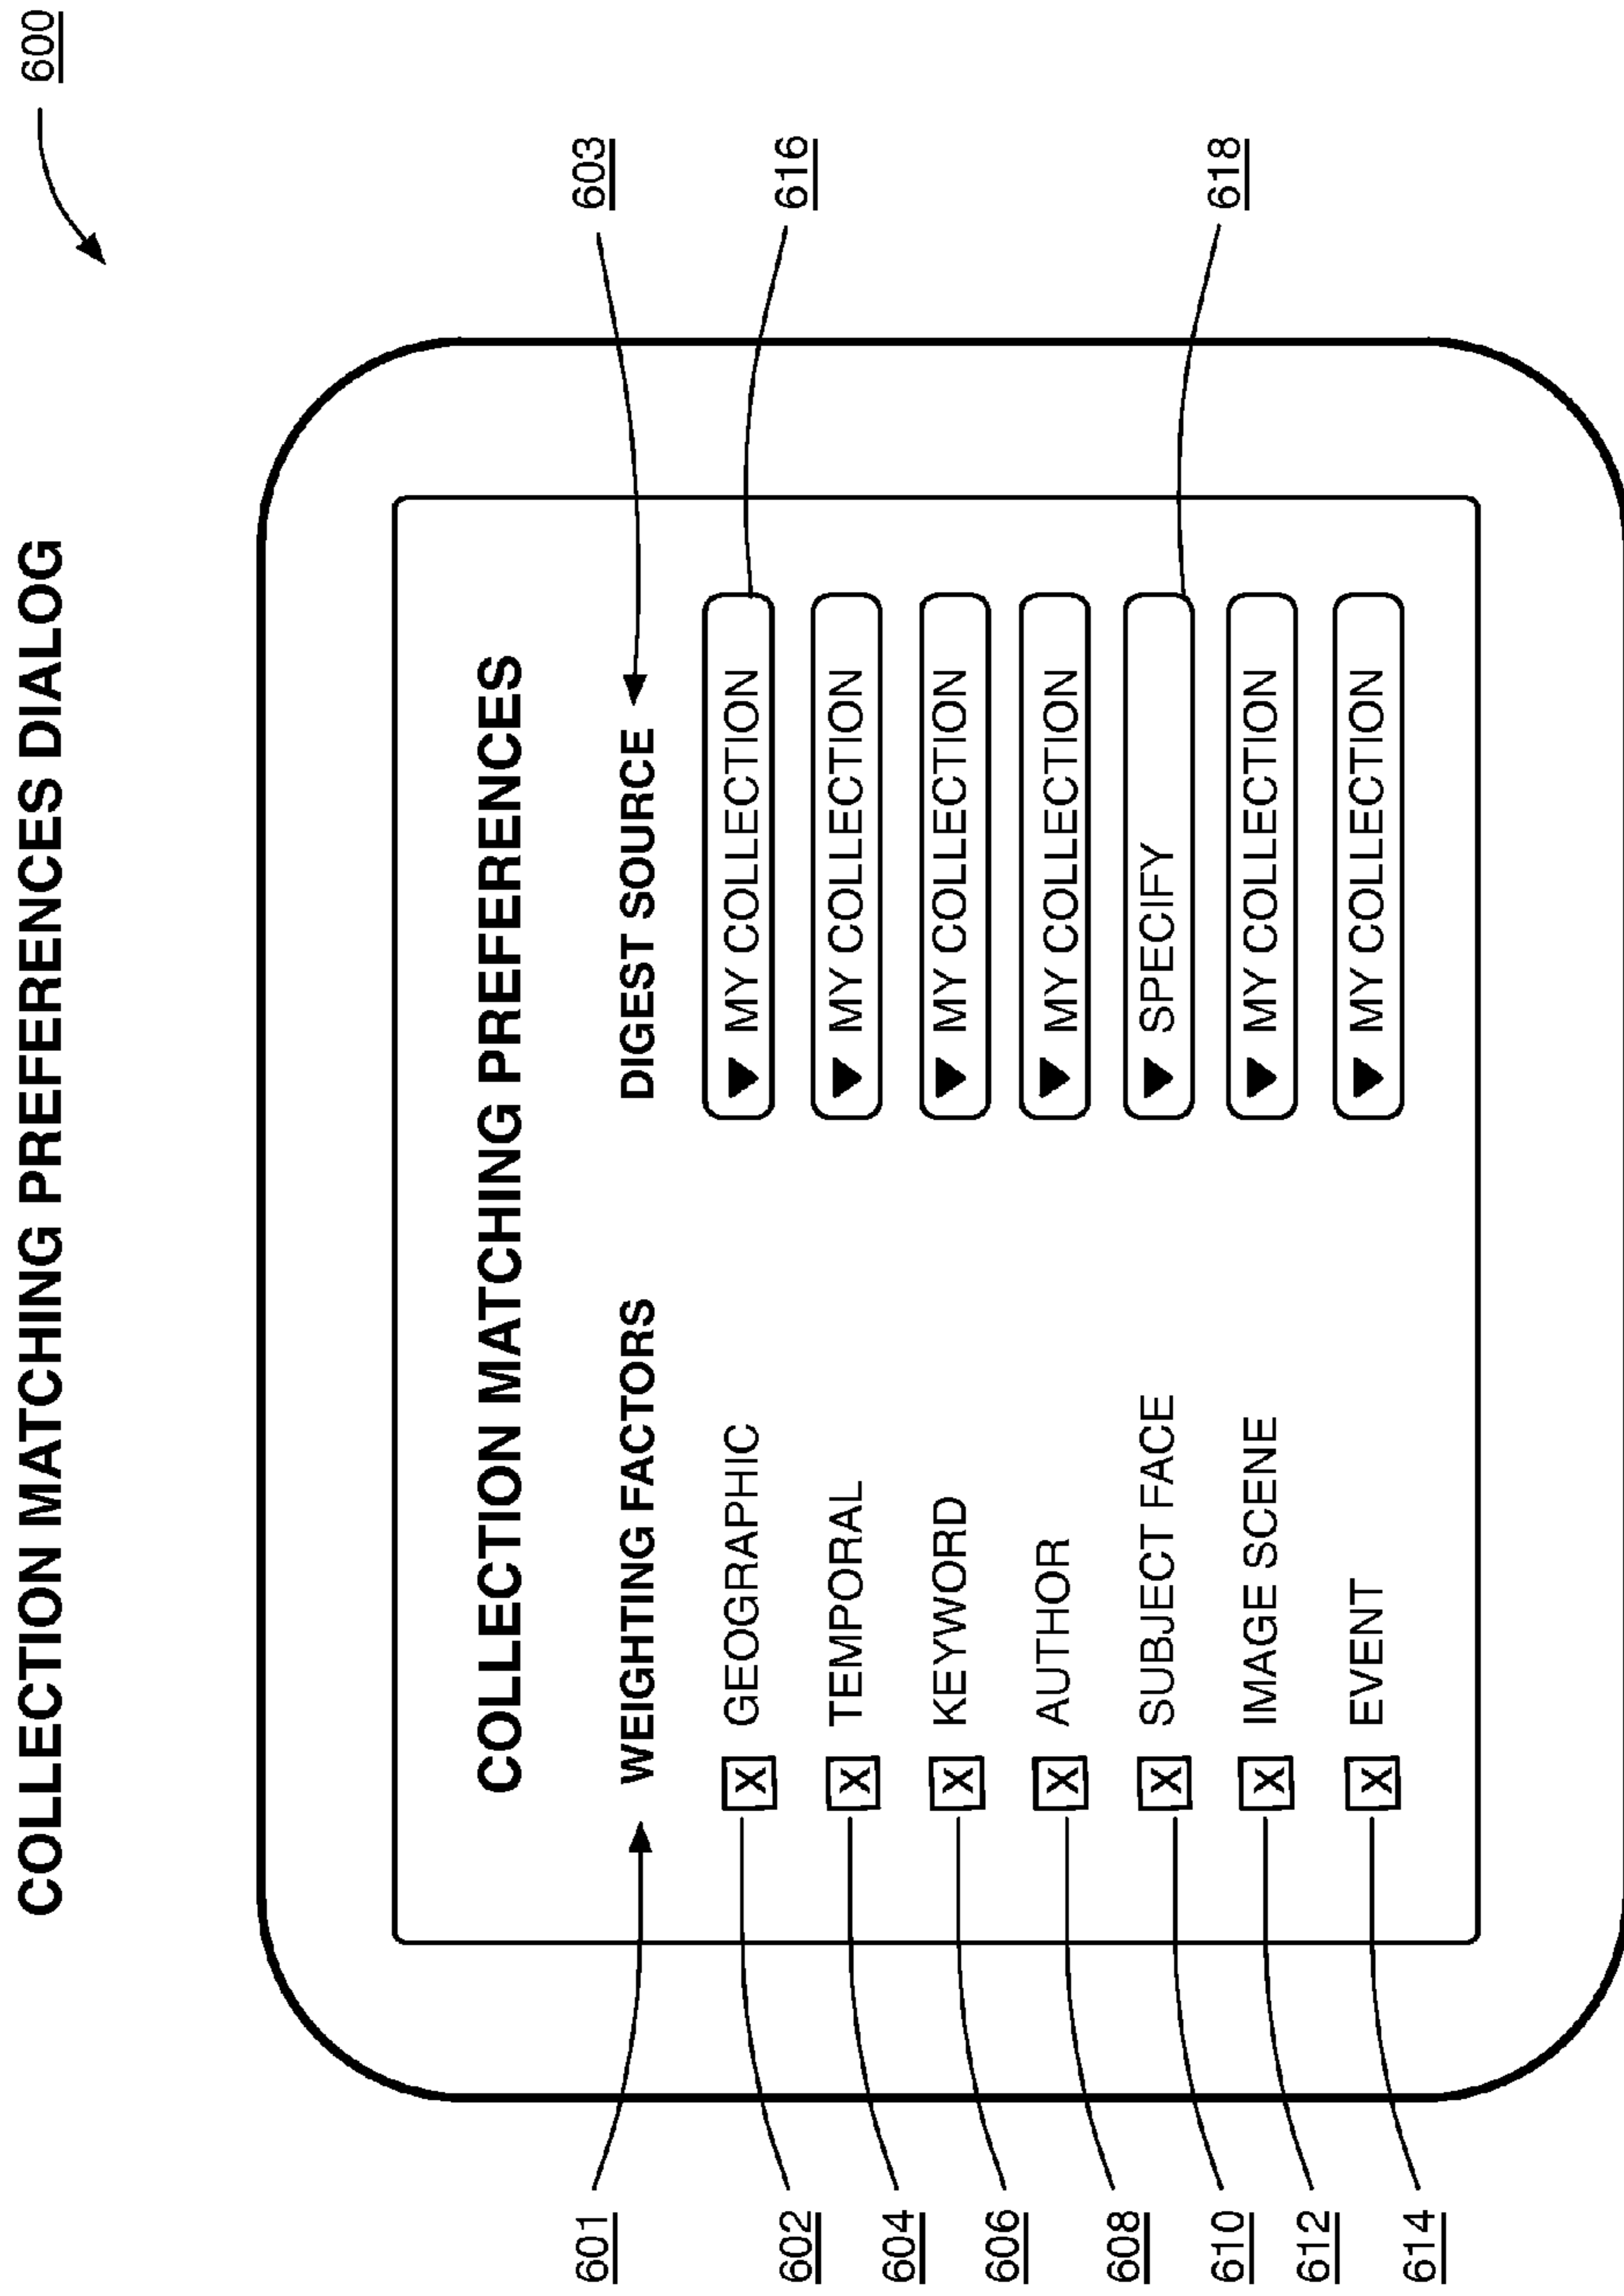 COLLECTION MATCHING PREFERENCES DIALOG
600
COLLECTION MATCHING PREFERENCES
601
WEIGHTING FACTORS
DIGEST SOURCE
603
602
X GEOGRAPHIC
MY COLLECTION
616
604
X TEMPORAL
MY COLLECTION
606
X KEYWORD
MY COLLECTION
608
X AUTHOR
MY COLLECTION
610
X SUBJECT FACE
SPECIFY
618
612
X IMAGE SCENE
MY COLLECTION
614
X EVENT
MY COLLECTION